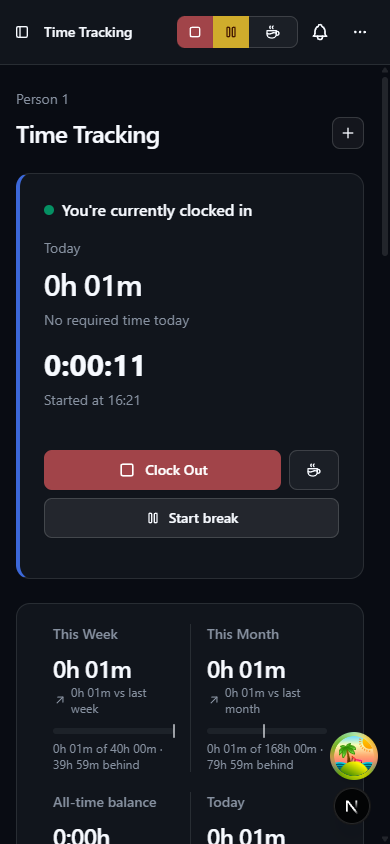 Time Tracking
Person 1
Time Tracking
You're currently clocked in
Today
0h 01m
No required time today
0:00:11
Started at 16:21
Clock Out
Start break
This Week
0h 01m
0h 01m vs last
week
0h 01m of 40h 00m ·
39h 59m behind
This Month
0h 01m
0h 01m vs last
month
0h 01m of 168h 00m ·
79h 59m behind
All-time balance
0:00h
Today
0h 01m
N